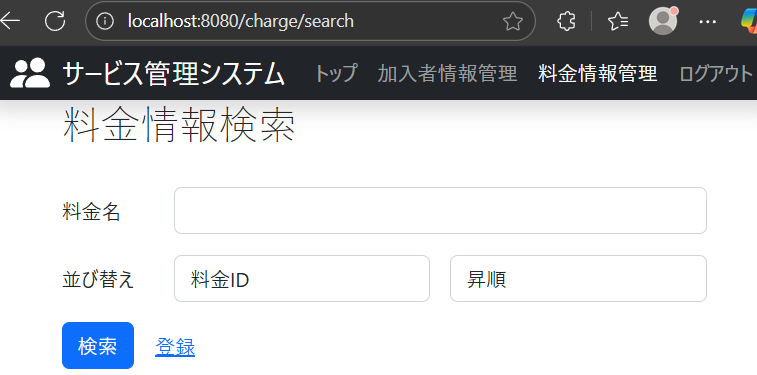 localhost:8080/charge/search
サービス管理システム トップ 加入者情報管理 料金情報管理 ログアウト
料金情報検索
料金名
並び替え 料金ID 昇順
検索 登録